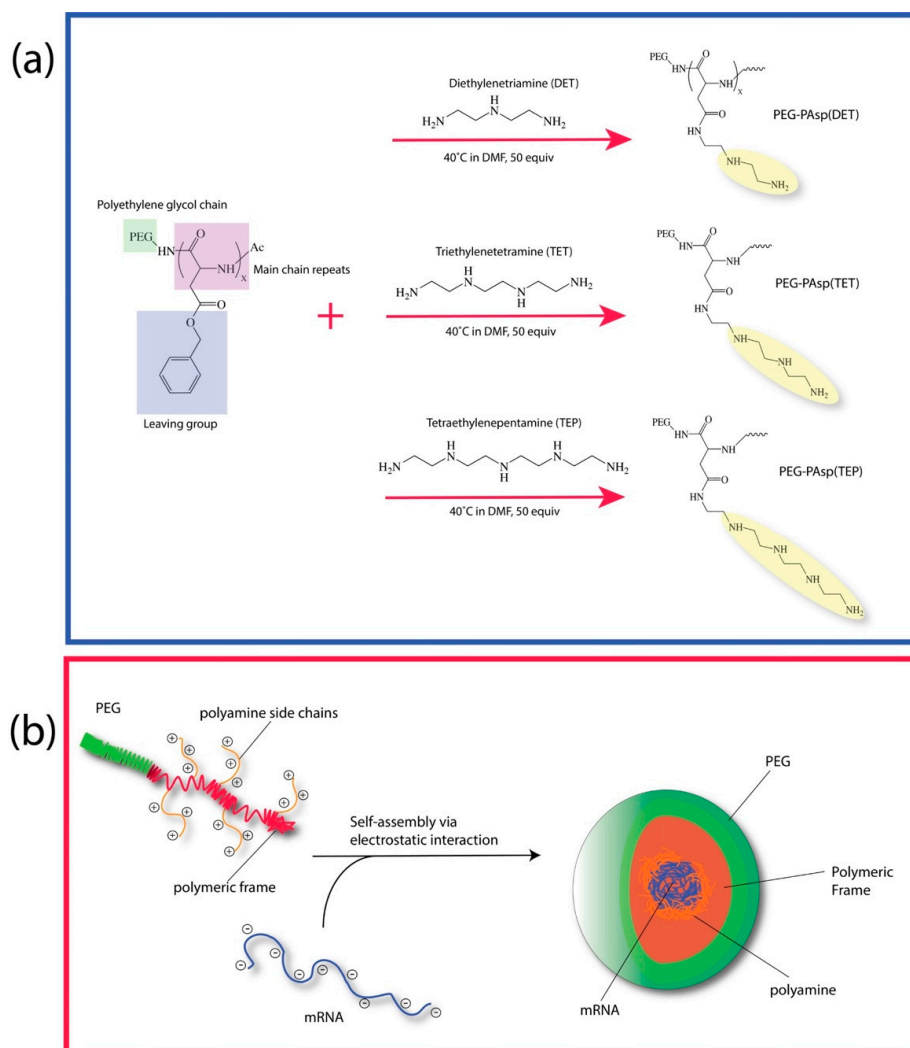 (a)
Polyethylene glycol chain
PEG
HN
O
NH
x
Ac
Main chain repeats
O
O
Leaving group
+
Diethylenetriamine (DET)
H
N
H₂N
NH₂
40˚C in DMF, 50 equiv
PEG
HN
O
NH
x
O
HN
NH
NH₂
PEG-PAsp(DET)
Triethylenetetramine (TET)
H
N
H₂N
N
H
NH₂
40˚C in DMF, 50 equiv
PEG
HN
O
NH
O
HN
NH
NH
NH₂
PEG-PAsp(TET)
Tetraethylenepentamine (TEP)
H
N
H
N
H₂N
N
H
NH₂
40˚C in DMF, 50 equiv
PEG
HN
O
NH
O
HN
NH
NH
NH
NH₂
PEG-PAsp(TEP)
(b)
PEG
polyamine side chains
polymeric frame
Self-assembly via
electrostatic interaction
mRNA
PEG
Polymeric
Frame
polyamine
mRNA